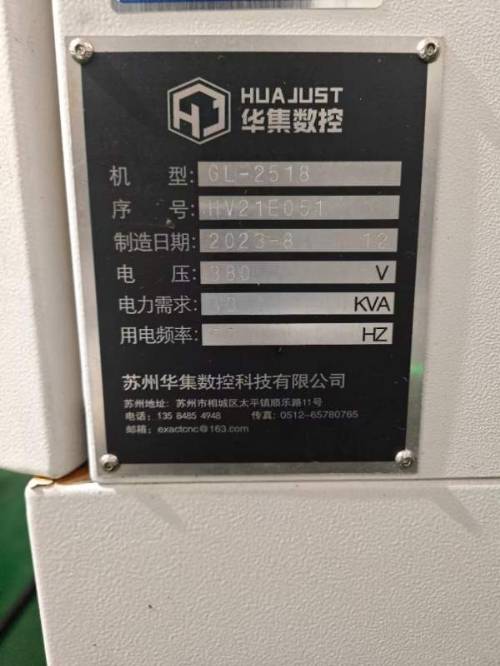 HUAJUST
华集数控
机 型: GL-2518
序 号: HV21E051
制造日期: 2023-8 12
电 压: 380 V
电力需求: KVA
用电频率: HZ
苏州华集数控科技有限公司
苏州地址: 苏州市相城区太平镇顺乐路11号
电话: 135 8485 4948 传真: 0512-65780765
邮箱: exactcnc@163.com